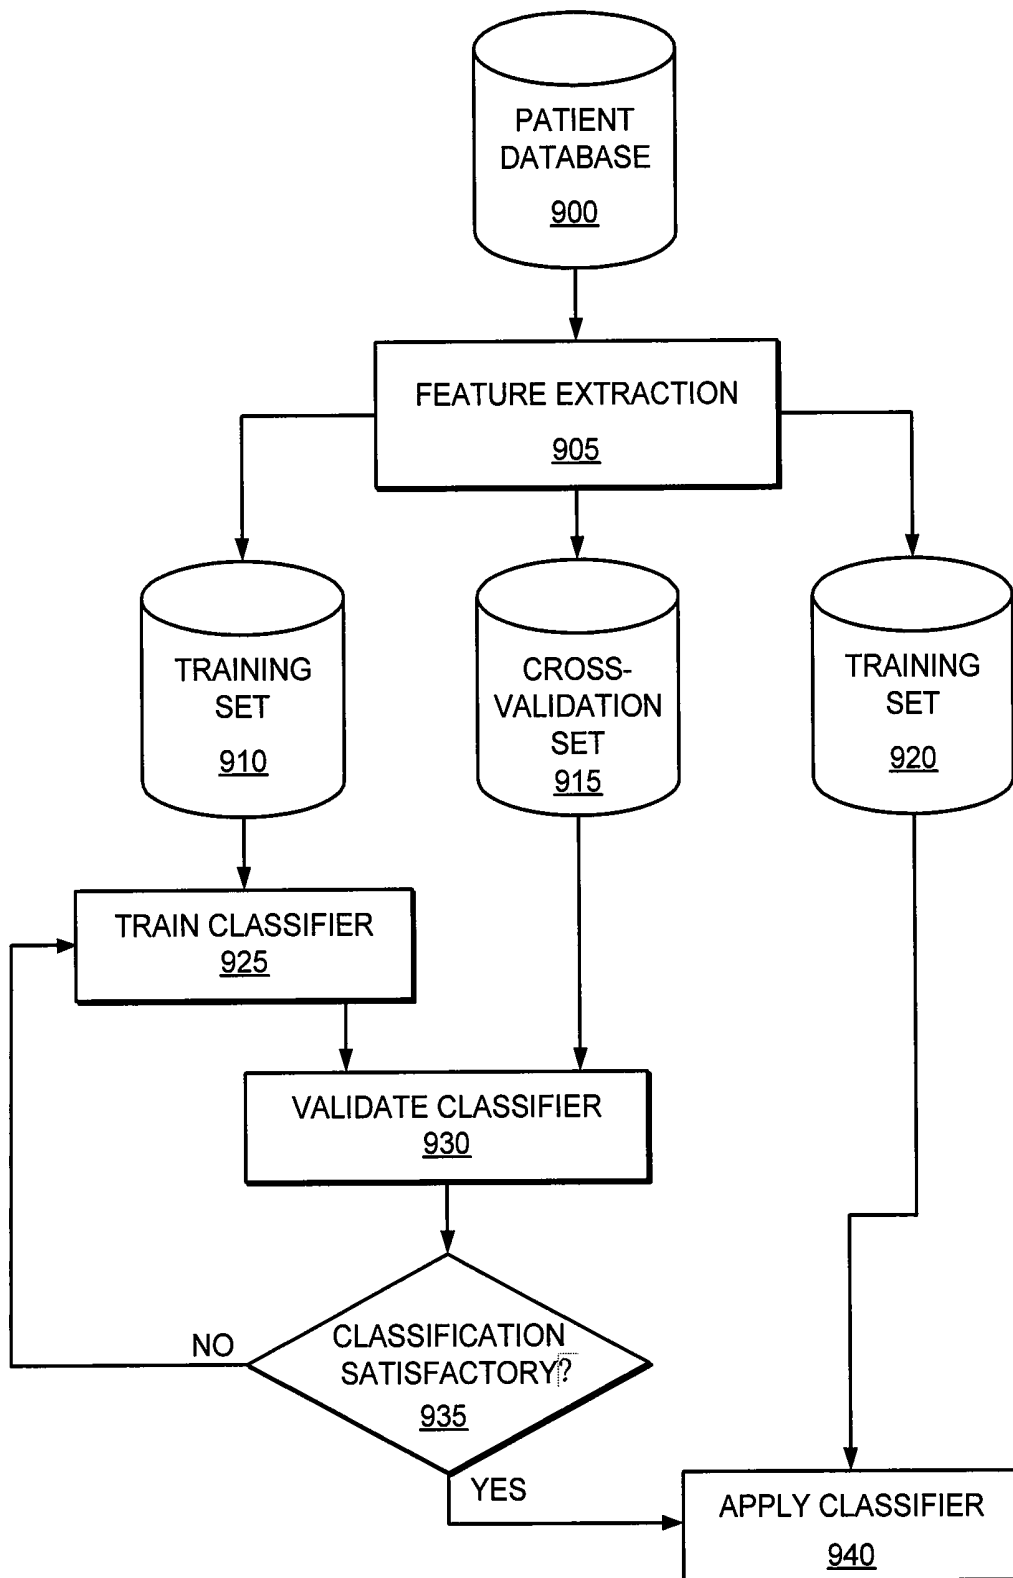 PATIENT
DATABASE
900
FEATURE EXTRACTION
905
TRAINING
SET
910
CROSS-
VALIDATION
SET
915
TRAINING
SET
920
TRAIN CLASSIFIER
925
VALIDATE CLASSIFIER
930
NO
CLASSIFICATION
SATISFACTORY?
935
YES
APPLY CLASSIFIER
940